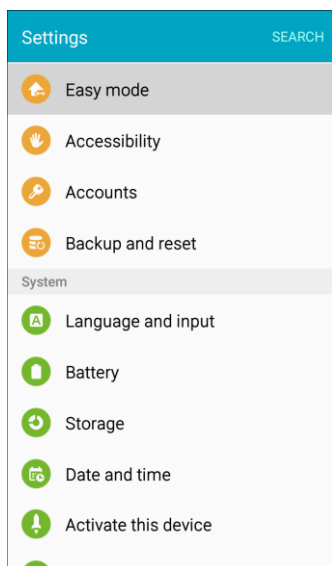 Settings
SEARCH
Easy mode
Accessibility
Accounts
Backup and reset
System
A
Language and input
Battery
Storage
Date and time
Activate this device